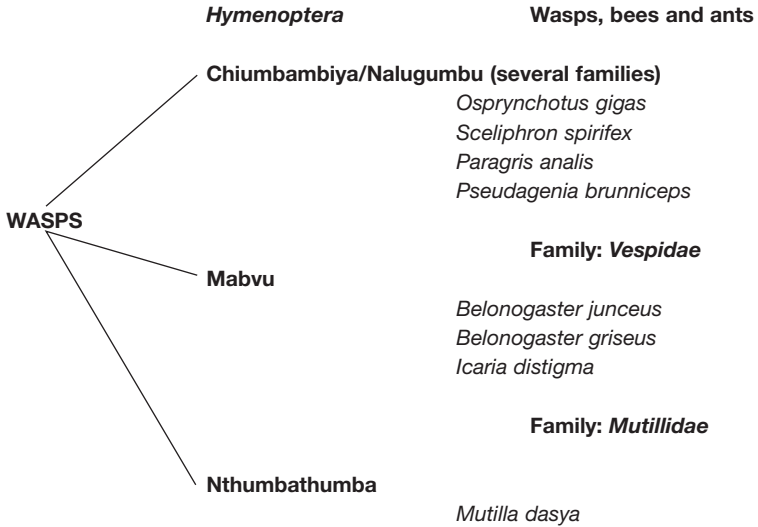 Hymenoptera Wasps, bees and ants
Chiumbambiya/Nalugumbu (several families)
Osprynchotus gigas
Sceliphron spirifex
Paragris analis
Pseudagenia brunniceps
WASPS
Family: Vespidae
Mabvu
Belonogaster junceus
Belonogaster griseus
Icaria distigma
Family: Mutillidae
Nthumbathumba
Mutilla dasya